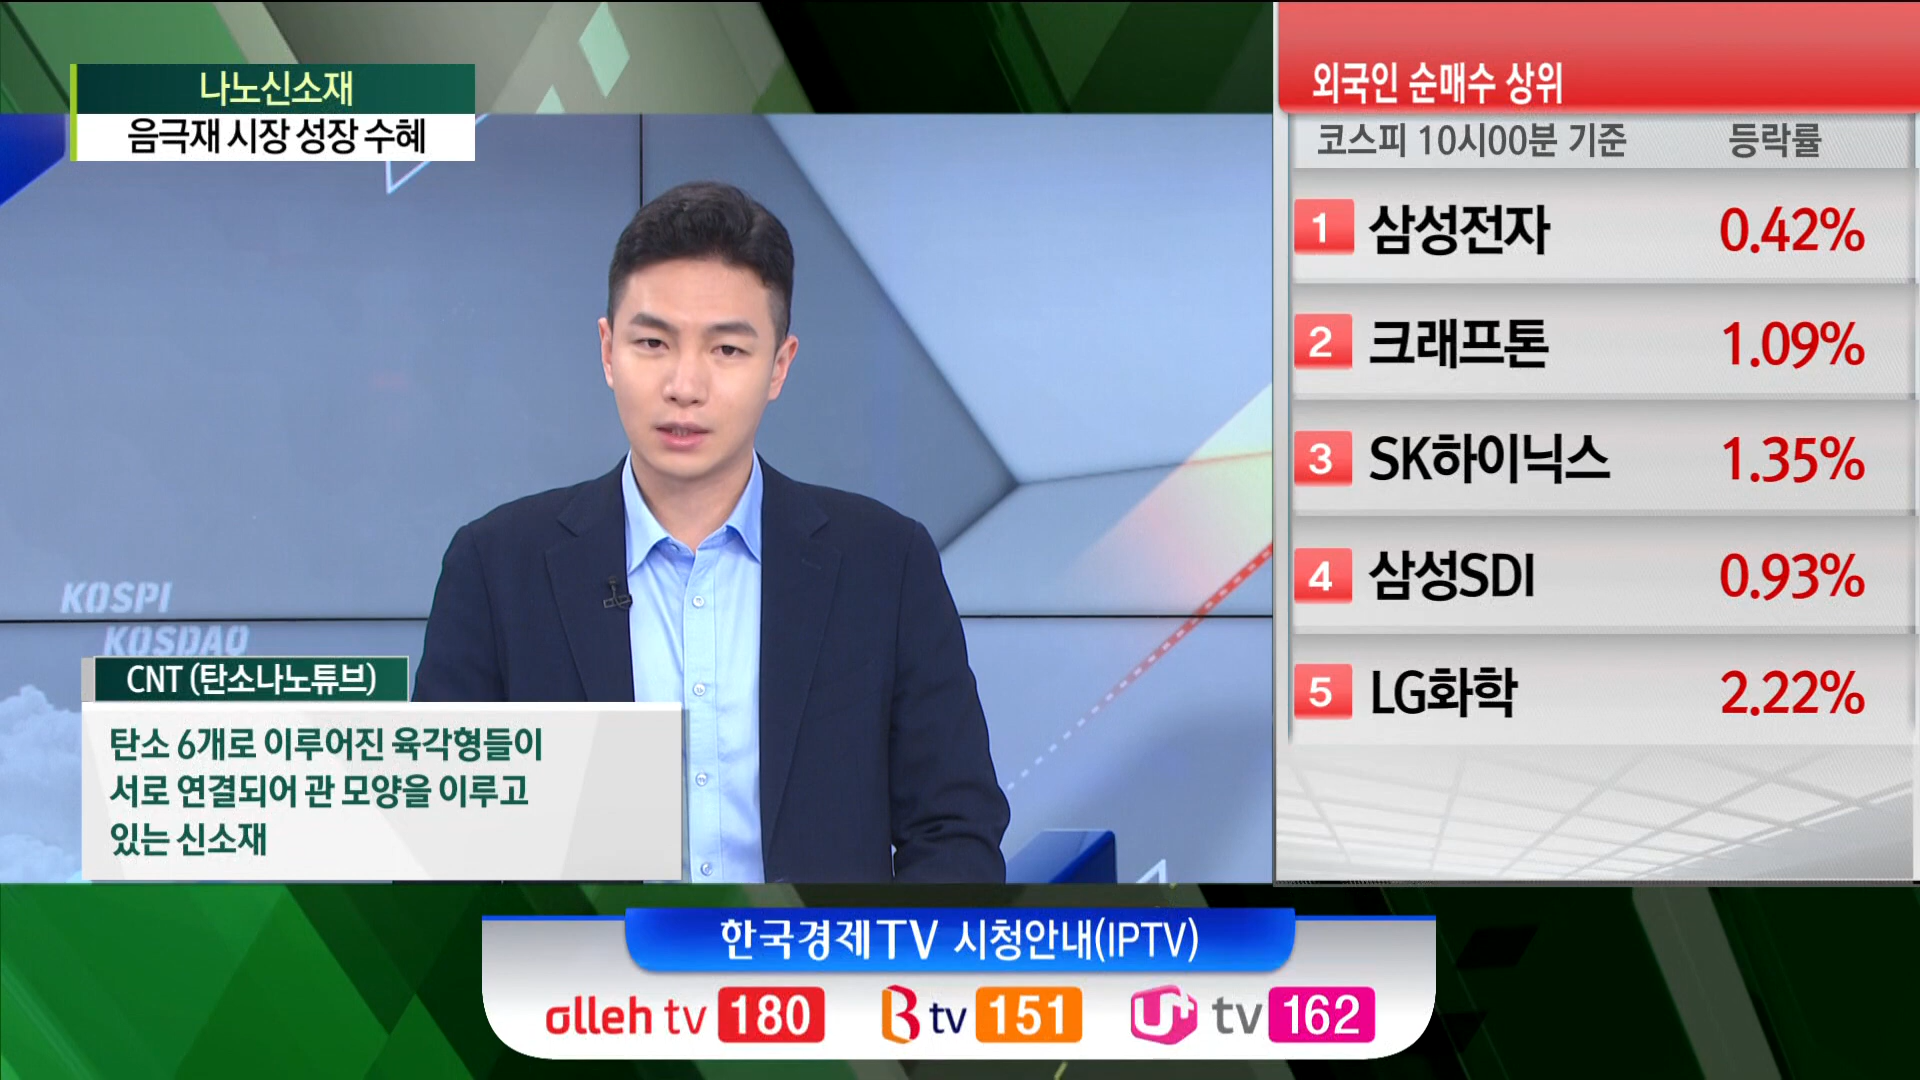 나노신소재
음극재 시장 성장 수혜
KOSPI
KOSDAQ
CNT (탄소나노튜브)
탄소 6개로 이루어진 육각형들이
서로 연결되어 관 모양을 이루고
있는 신소재
외국인 순매수 상위
코스피 10시00분 기준 등락률
1 삼성전자 0.42%
2 크래프톤 1.09%
3 SK하이닉스 1.35%
4 삼성SDI 0.93%
5 LG화학 2.22%
한국경제TV 시청안내(IPTV)
olleh tv 180 B tv 151 U+ tv 162